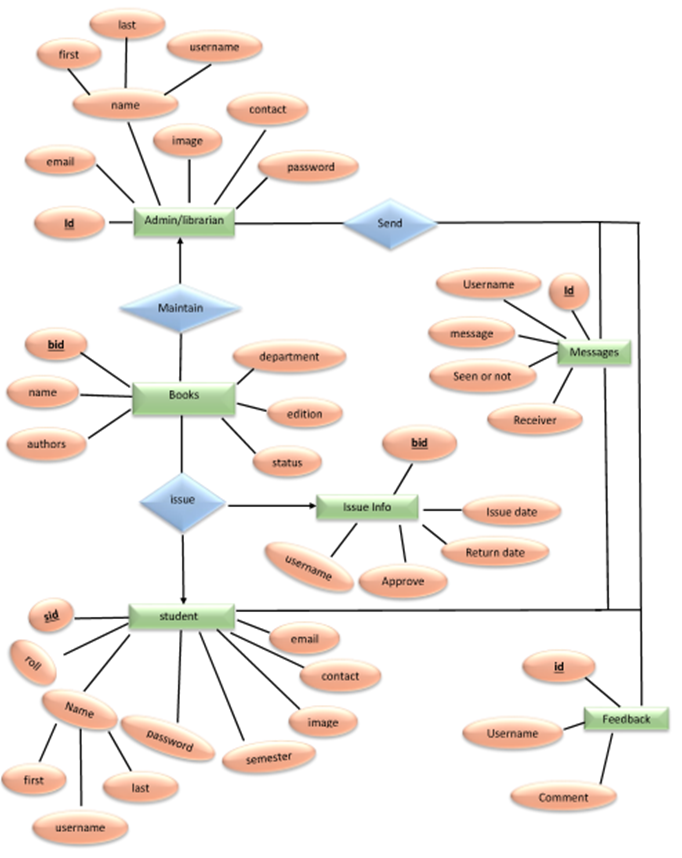 last
first
username
name
contact
image
email
password
Id
Admin/librarian
Send
Username
Id
Maintain
message
bid
department
Messages
Seen or not
name
Books
edition
Receiver
authors
bid
status
issue
Issue Info
Issue date
Return date
username
Approve
sid
student
email
roll
contact
id
Name
image
password
Feedback
Username
semester
first
last
Comment
username